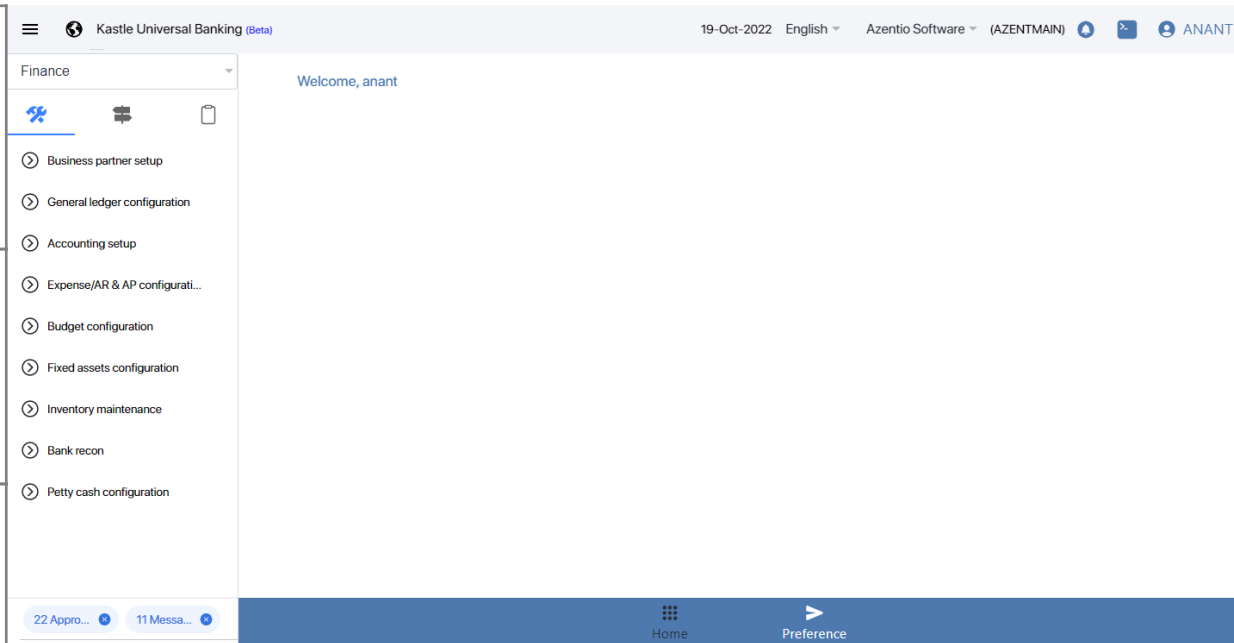 Kastle Universal Banking (Beta)
19-Oct-2022 English Azentio Software (AZENTMAIN) ANANT
Finance
Welcome, anant
Business partner setup
General ledger configuration
Accounting setup
Expense/AR & AP configurati...
Budget configuration
Fixed assets configuration
Inventory maintenance
Bank recon
Petty cash configuration
22 Appro... 11 Messa...
Home Preference